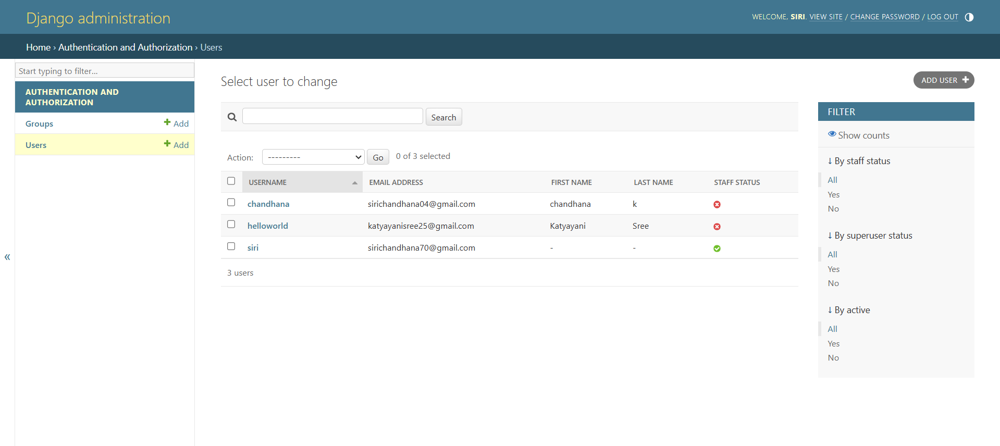 Django administration
WELCOME, SIRI. VIEW SITE / CHANGE PASSWORD / LOG OUT
Home › Authentication and Authorization › Users
Start typing to filter...
AUTHENTICATION AND
AUTHORIZATION
Groups + Add
Users + Add
«
Select user to change
ADD USER +
Search
Action: --------- Go 0 of 3 selected
USERNAME EMAIL ADDRESS FIRST NAME LAST NAME STAFF STATUS
chandhana sirichandhana04@gmail.com chandhana k
helloworld katyayanisree25@gmail.com Katyayani Sree
siri sirichandhana70@gmail.com - -
3 users
FILTER
Show counts
↓ By staff status
All
Yes
No
↓ By superuser status
All
Yes
No
↓ By active
All
Yes
No